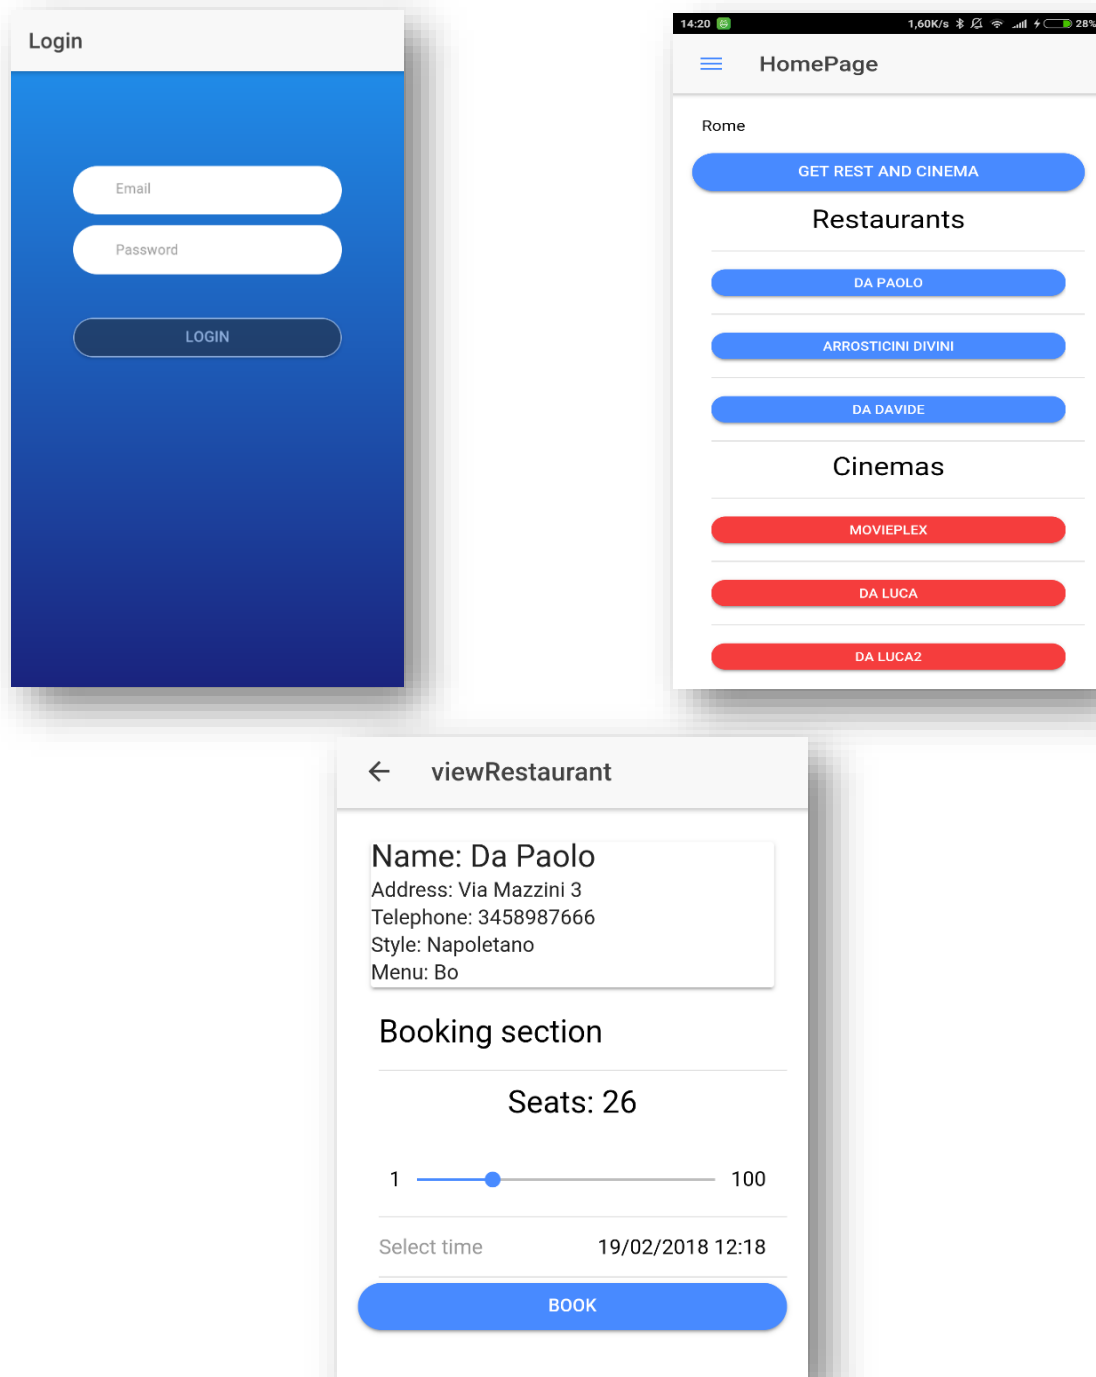 Login
Email
Password
LOGIN
14:20 1,60K/s 28%
HomePage
Rome
GET REST AND CINEMA
Restaurants
DA PAOLO
ARROSTICINI DIVINI
DA DAVIDE
Cinemas
MOVIEPLEX
DA LUCA
DA LUCA2
viewRestaurant
Name: Da Paolo
Address: Via Mazzini 3
Telephone: 3458987666
Style: Napoletano
Menu: Bo
Booking section
Seats: 26
1 100
Select time 19/02/2018 12:18
BOOK